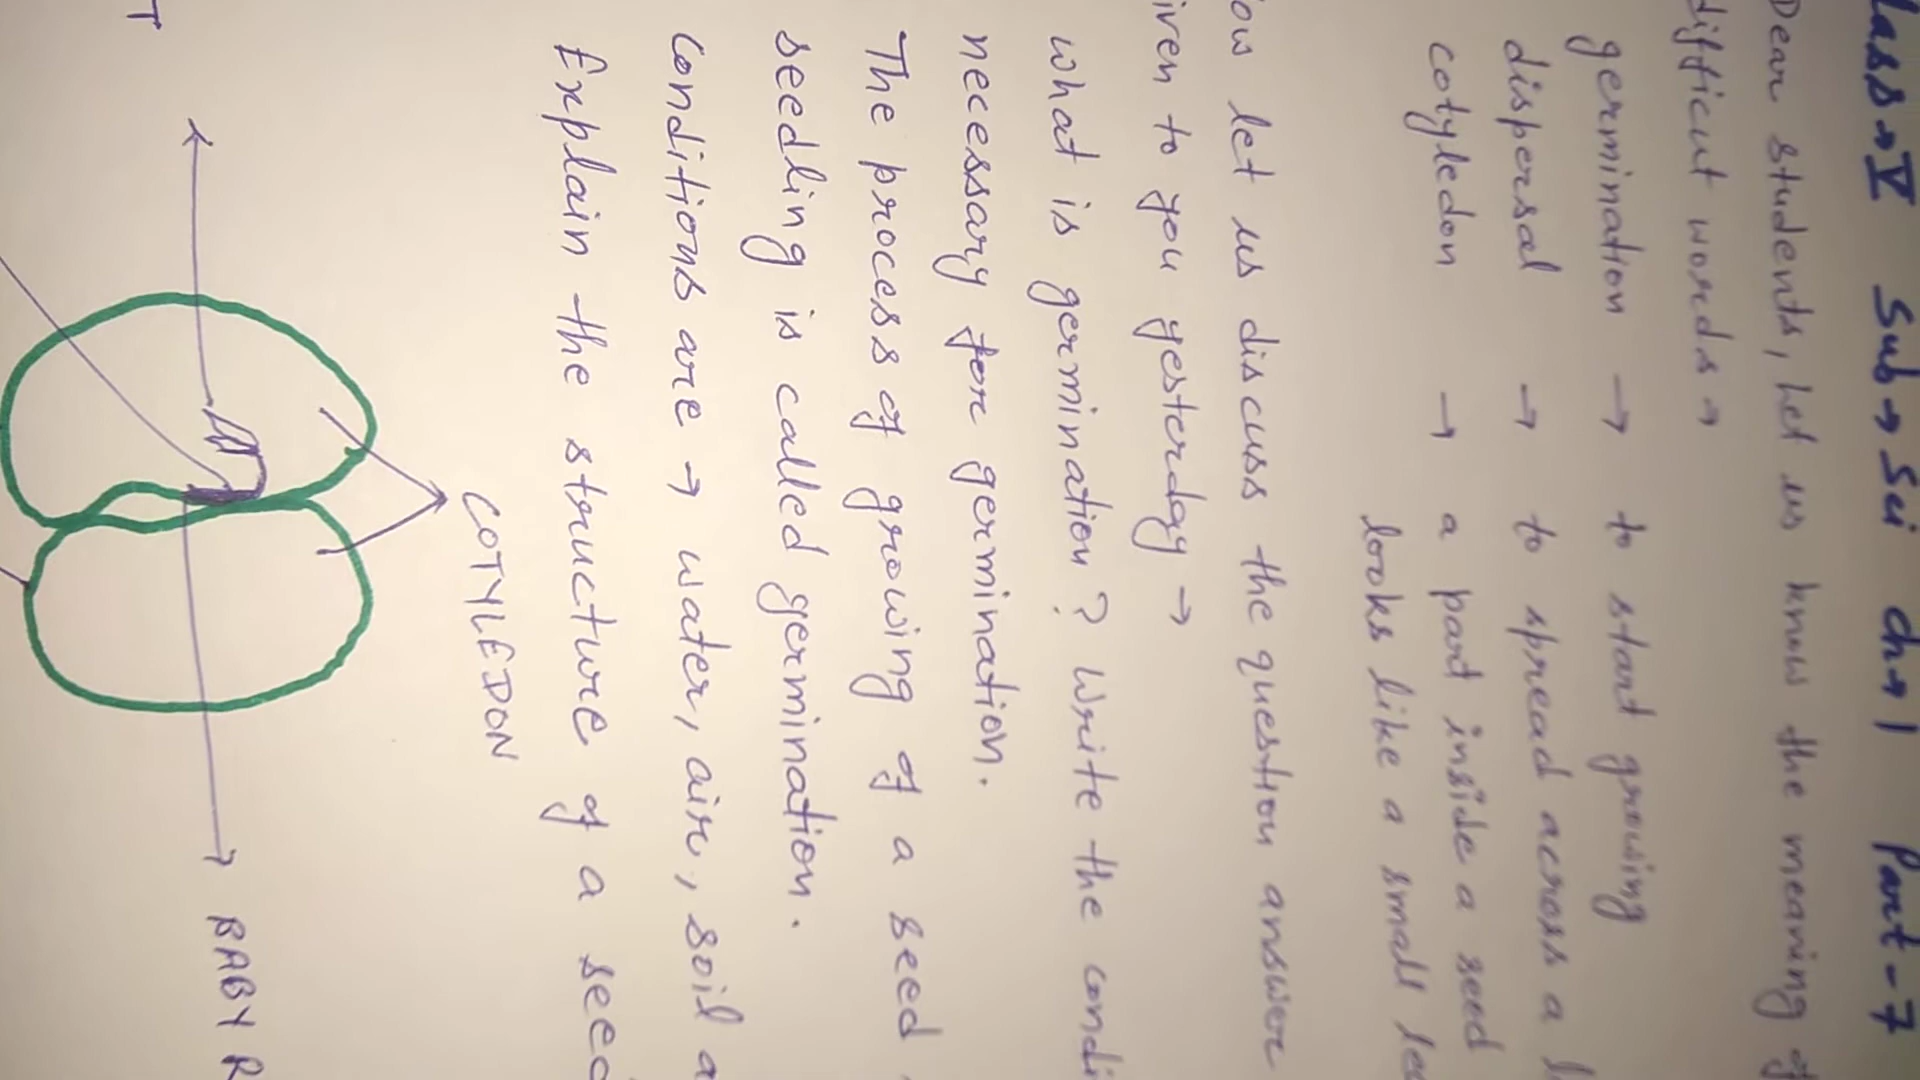 lass → V Sub → Sci ch → 1 Part - 7
Dear students, Let us know the meaning of
difficult words →
germination → to start growing
dispersal → to spread across a
cotyledon → a part inside a seed
looks like a small
ow let us discuss the question answer
iven to you yesterday →
What is germination? Write the condi
necessary for germination.
The process of growing of a seed
seedling is called germination.
Conditions are → water, air, soil a
Explain the structure of a seed
COTYLEDON
T
BABY R